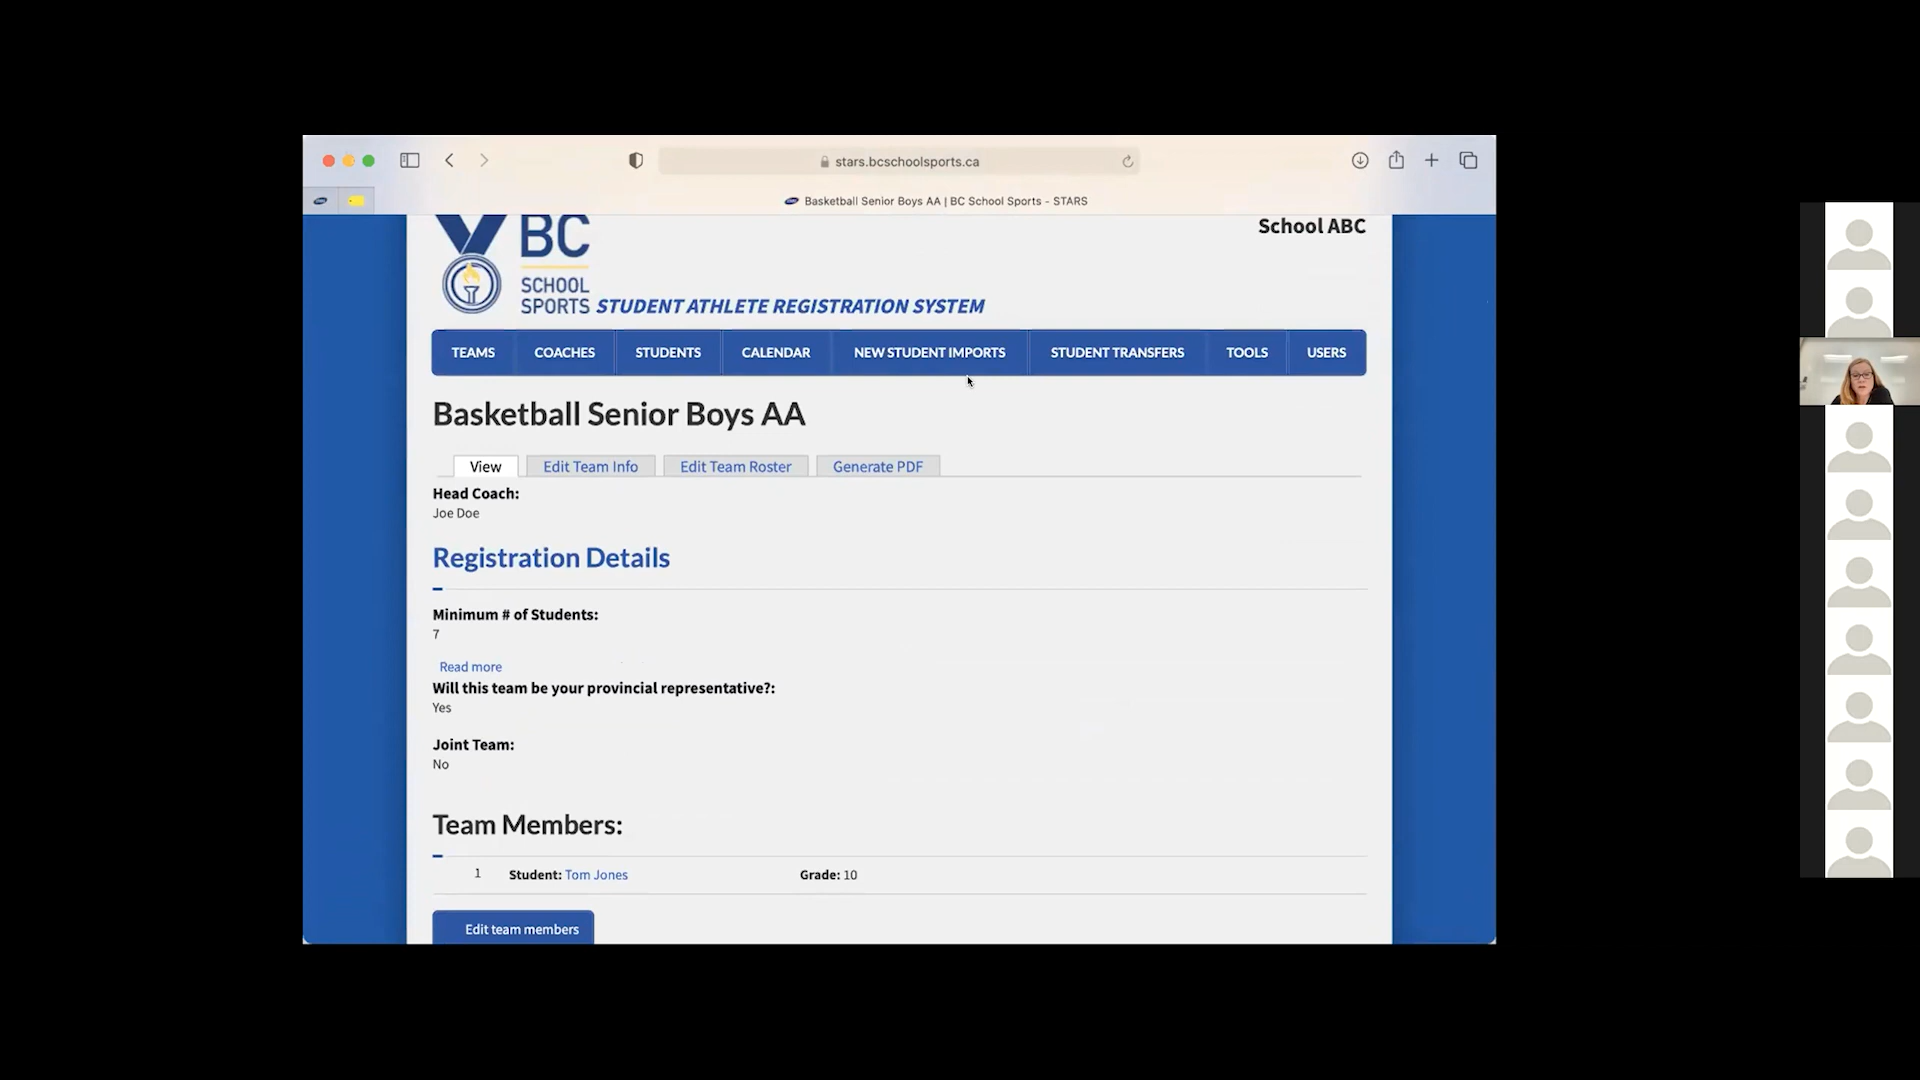 stars.bcschoolsports.ca
Basketball Senior Boys AA | BC School Sports - STARS
BC
SCHOOL
SPORTS
STUDENT ATHLETE REGISTRATION SYSTEM
School ABC
TEAMS COACHES STUDENTS CALENDAR NEW STUDENT IMPORTS STUDENT TRANSFERS TOOLS USERS
Basketball Senior Boys AA
View Edit Team Info Edit Team Roster Generate PDF
Head Coach:
Joe Doe
Registration Details
Minimum # of Students:
7
Read more
Will this team be your provincial representative?:
Yes
Joint Team:
No
Team Members:
1 Student: Tom Jones Grade: 10
Edit team members